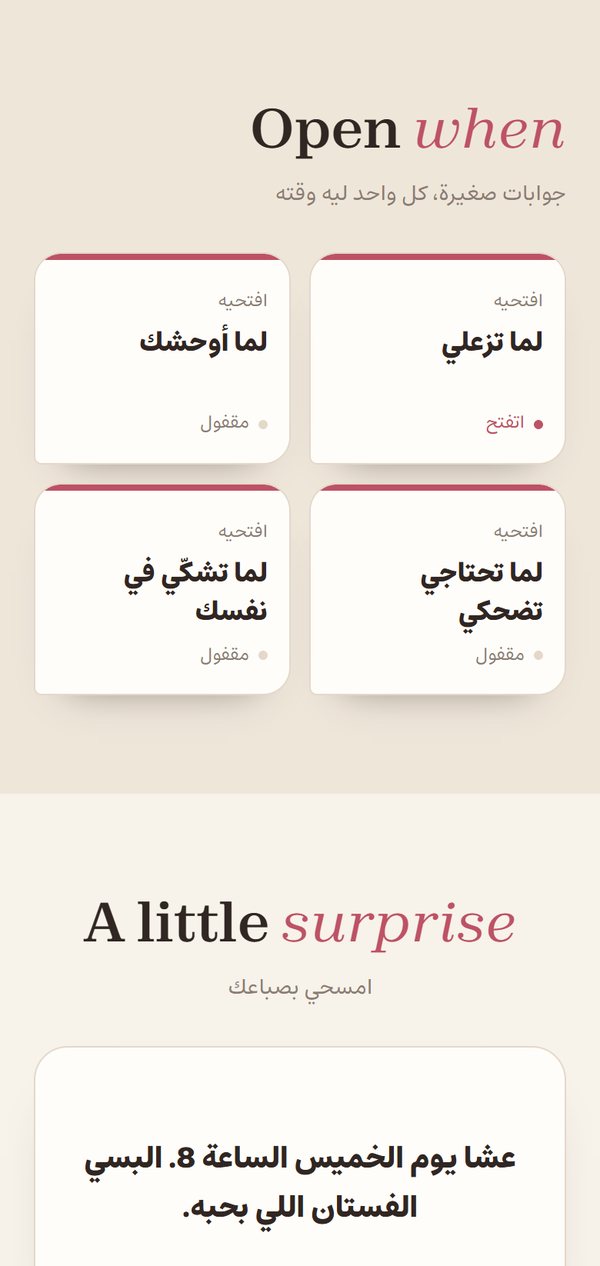 Open when
جوابات صغيرة، كل واحد ليه وقته
افتحيه
لما تزعلي
اتفتح
افتحيه
لما أوحشك
مقفول
افتحيه
لما تحتاجي
تضحكي
مقفول
افتحيه
لما تشكّي في
نفسك
مقفول
A little surprise
امسحي بصباعك
عشا يوم الخميس الساعة 8. البسي
الفستان اللي بحبه.